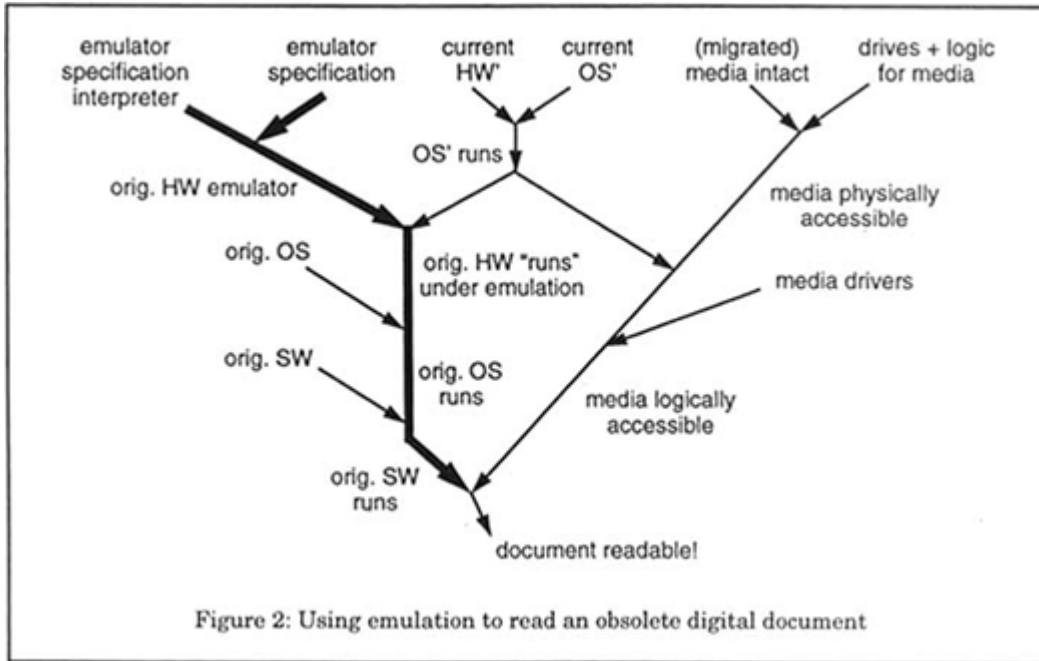 emulator
specification
interpreter
emulator
specification
current
HW'
current
OS'
(migrated)
media intact
drives + logic
for media
OS' runs
orig. HW emulator
media physically
accessible
orig. OS
orig. HW "runs"
under emulation
media drivers
orig. SW
orig. OS
runs
media logically
accessible
orig. SW
runs
document readable!
Figure 2: Using emulation to read an obsolete digital document